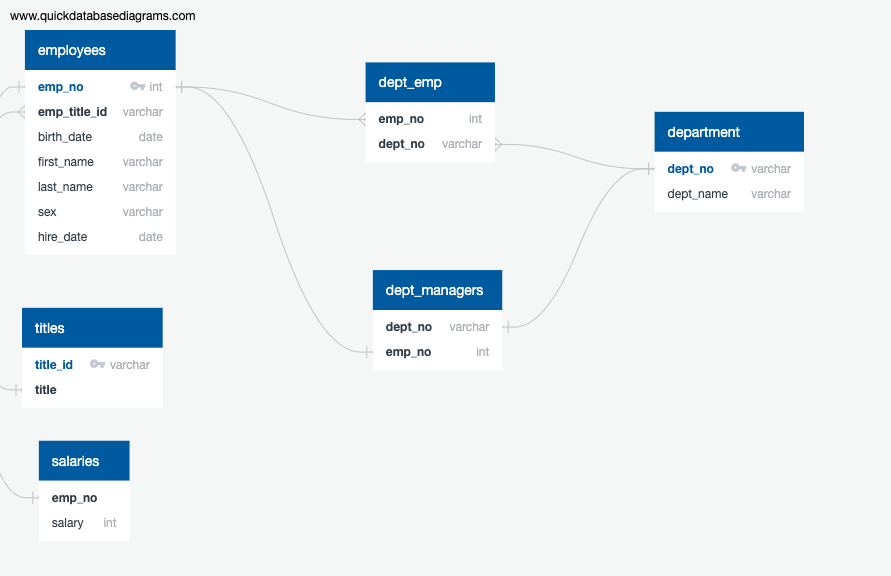 www.quickdatabasediagrams.com
employees
emp_no int
emp_title_id varchar
birth_date date
first_name varchar
last_name varchar
sex varchar
hire_date date
dept_emp
emp_no int
dept_no varchar
department
dept_no varchar
dept_name varchar
dept_managers
dept_no varchar
emp_no int
titles
title_id varchar
title
salaries
emp_no
salary int